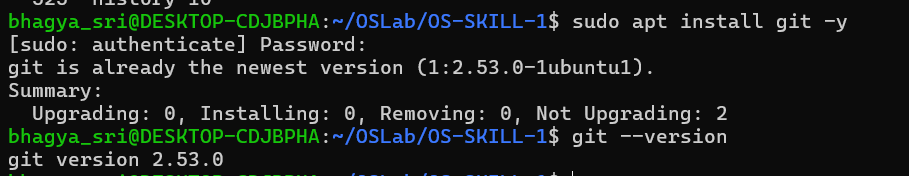 bhagya_sri@DESKTOP-CDJBPHA:~/OSLab/OS-SKILL-1$ sudo apt install git -y
[sudo: authenticate] Password:
git is already the newest version (1:2.53.0-1ubuntu1).
Summary:
  Upgrading: 0, Installing: 0, Removing: 0, Not Upgrading: 2
bhagya_sri@DESKTOP-CDJBPHA:~/OSLab/OS-SKILL-1$ git --version
git version 2.53.0